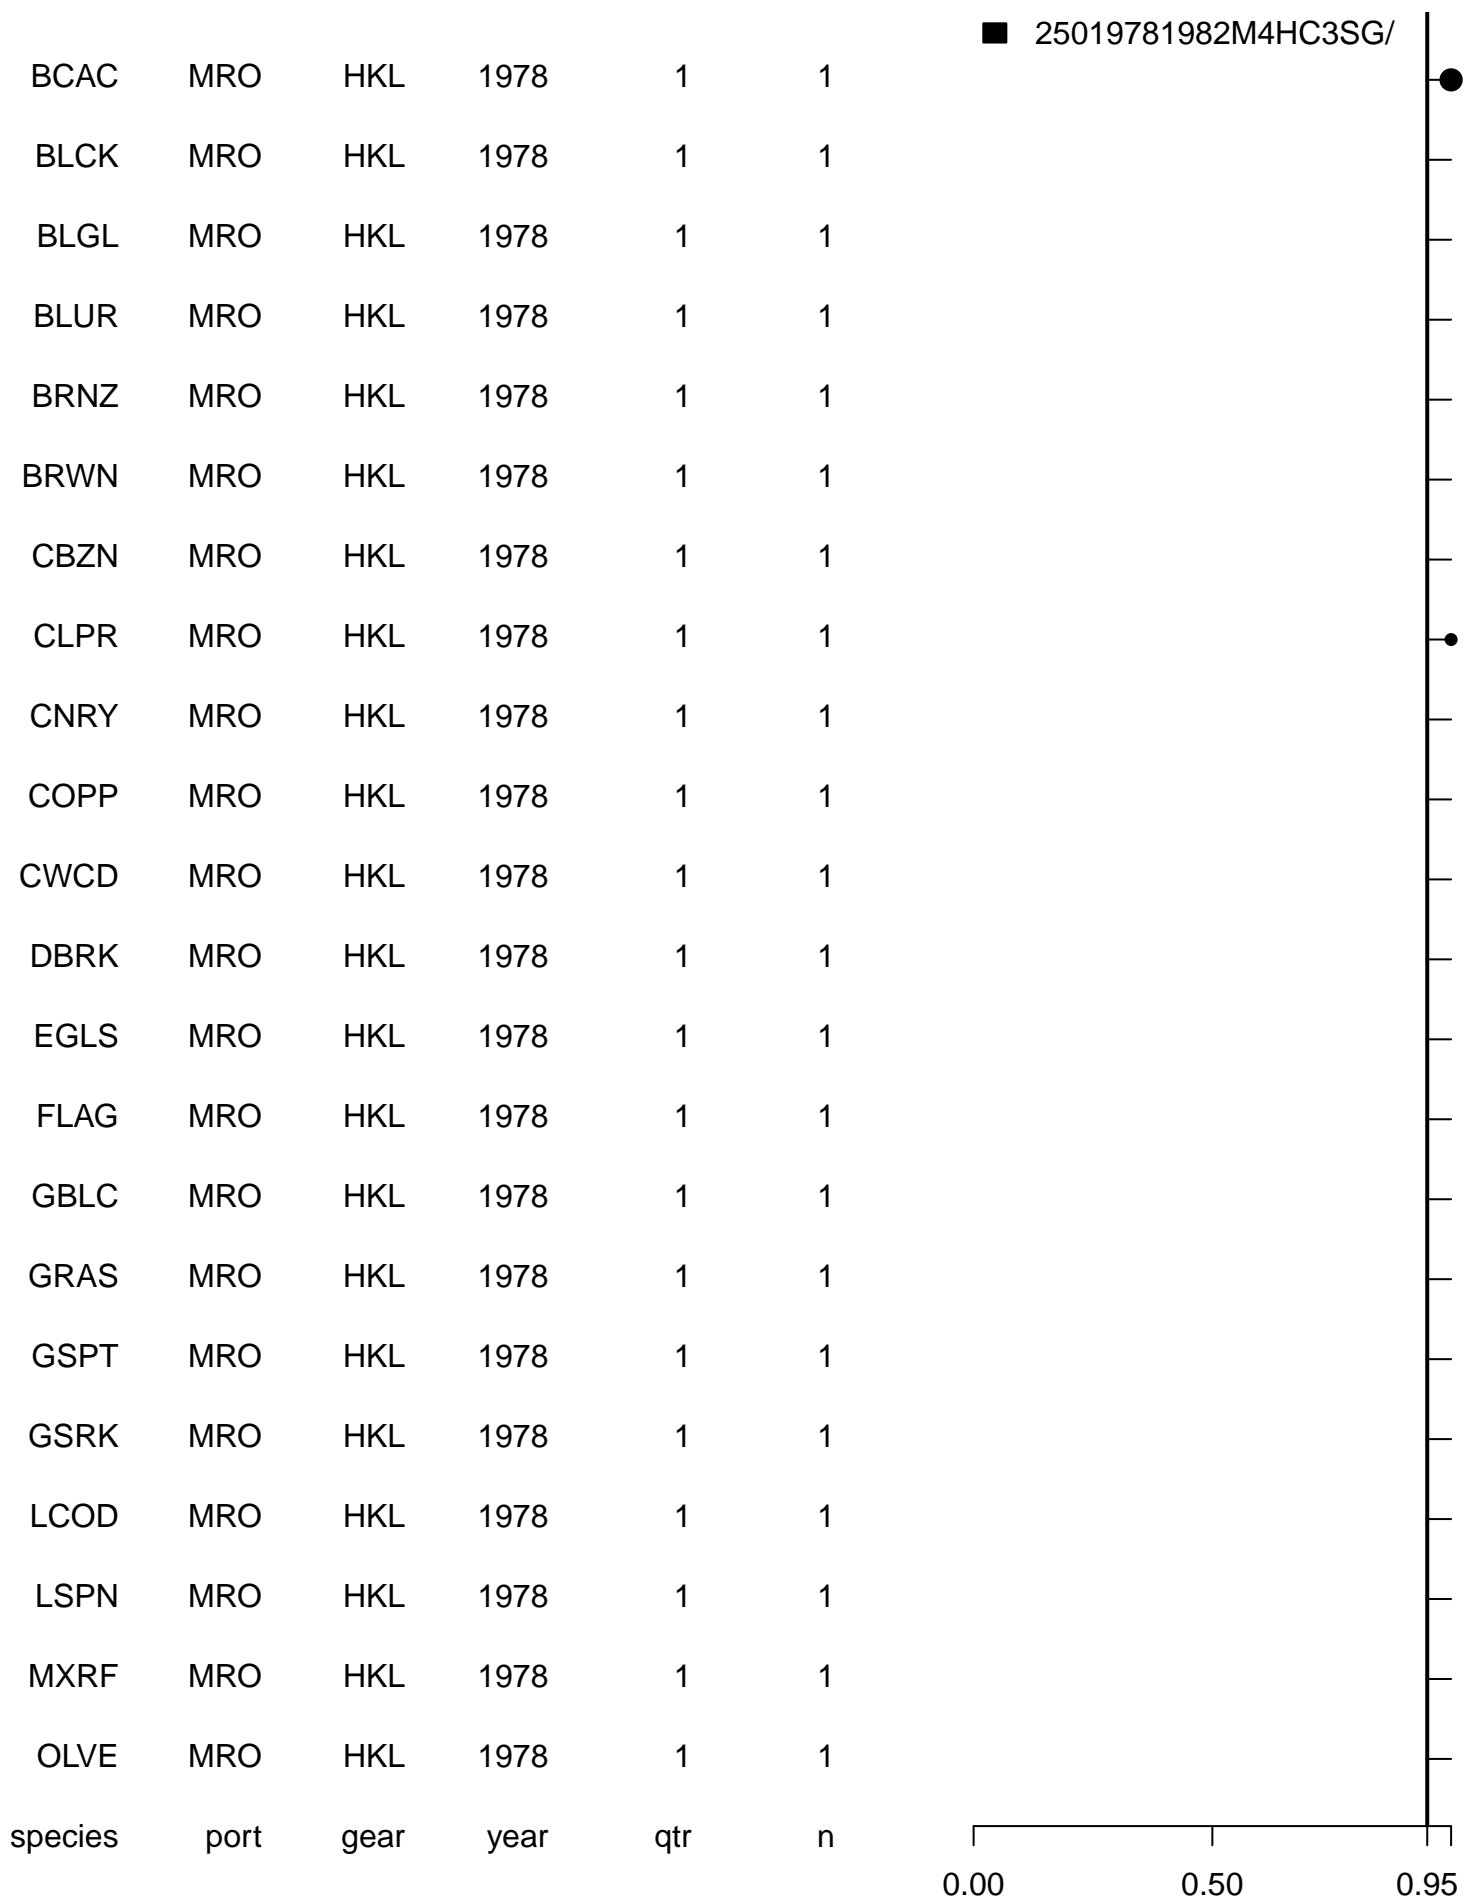 25019781982M4HC3SG/
BCAC MRO HKL 1978 1 1
BLCK MRO HKL 1978 1 1
BLGL MRO HKL 1978 1 1
BLUR MRO HKL 1978 1 1
BRNZ MRO HKL 1978 1 1
BRWN MRO HKL 1978 1 1
CBZN MRO HKL 1978 1 1
CLPR MRO HKL 1978 1 1
CNRY MRO HKL 1978 1 1
COPP MRO HKL 1978 1 1
CWCD MRO HKL 1978 1 1
DBRK MRO HKL 1978 1 1
EGLS MRO HKL 1978 1 1
FLAG MRO HKL 1978 1 1
GBLC MRO HKL 1978 1 1
GRAS MRO HKL 1978 1 1
GSPT MRO HKL 1978 1 1
GSRK MRO HKL 1978 1 1
LCOD MRO HKL 1978 1 1
LSPN MRO HKL 1978 1 1
MXRF MRO HKL 1978 1 1
OLVE MRO HKL 1978 1 1
species port gear year qtr n
0.00 0.50 0.95